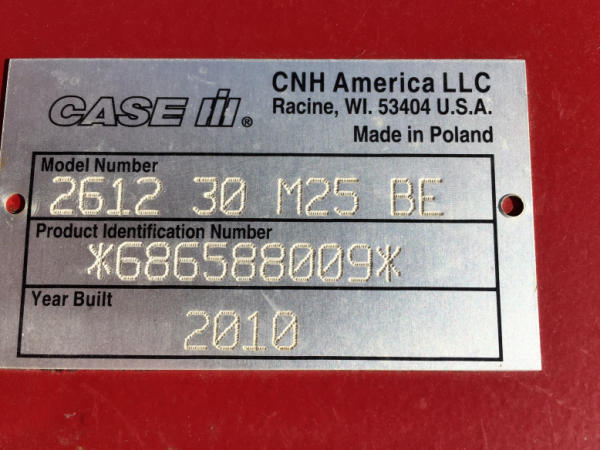 CASE IH®
CNH America LLC
Racine, WI. 53404 U.S.A.
Made in Poland
Model Number
2612 30 M25 BE
Product Identification Number
*686588009*
Year Built
2010